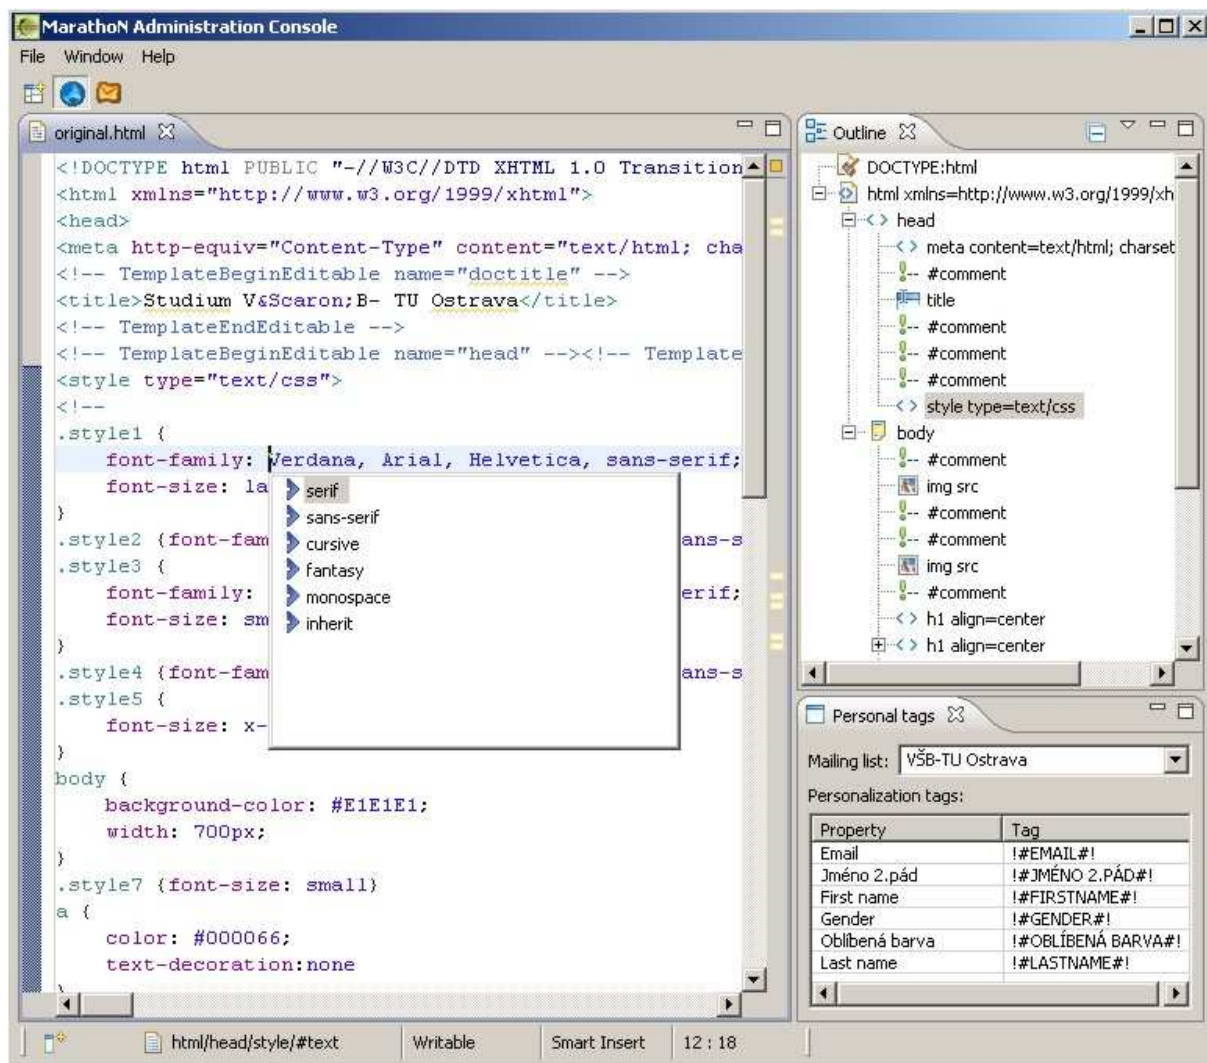 MarathoN Administration Console
File Window Help
original.html
<!DOCTYPE html PUBLIC "-//W3C//DTD XHTML 1.0 Transition
<html xmlns="http://www.w3.org/1999/xhtml">
<head>
<meta http-equiv="Content-Type" content="text/html; cha
<!-- TemplateBeginEditable name="doctitle" -->
<title>Studium V&Scaron;B- TU Ostrava</title>
<!-- TemplateEndEditable -->
<!-- TemplateBeginEditable name="head" --><!-- Template
<style type="text/css">
<!--
.style1 {
font-family: Verdana, Arial, Helvetica, sans-serif;
font-size: la
}
.style2 {font-fam ans-s
.style3 {
font-family: erif;
font-size: sm
}
.style4 {font-fam ans-s
.style5 {
font-size: x-
}
body {
background-color: #E1E1E1;
width: 700px;
}
.style7 {font-size: small}
a {
color: #000066;
text-decoration:none
serif
sans-serif
cursive
fantasy
monospace
inherit
Outline
DOCTYPE:html
html xmlns=http://www.w3.org/1999/xh
head
meta content=text/html; charset
#comment
title
#comment
#comment
#comment
style type=text/css
body
#comment
img src
#comment
#comment
img src
#comment
h1 align=center
h1 align=center
Personal tags
Mailing list: VŠB-TU Ostrava
Personalization tags:
Property Tag
Email !#EMAIL#!
Jméno 2.pád !#JMÉNO 2.PÁD#!
First name !#FIRSTNAME#!
Gender !#GENDER#!
Oblíbená barva !#OBLÍBENÁ BARVA#!
Last name !#LASTNAME#!
html/head/style/#text Writable Smart Insert 12 : 18